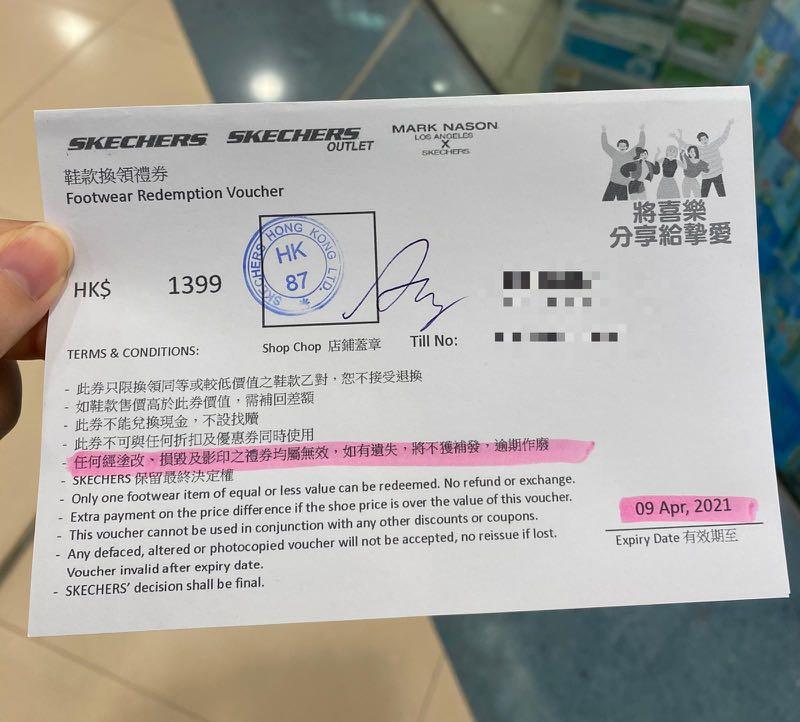 SKECHERS SKECHERS OUTLET MARK NASON LOS ANGELES X SKECHERS
鞋款換領禮券
Footwear Redemption Voucher
將喜樂
分享給摯愛
HK$ 1399
SKECHERS HONG KONG LTD.
HK
87
TERMS & CONDITIONS:
Shop Chop 店鋪蓋章
Till No:
- 此券只限換領同等或較低價值之鞋款乙對，恕不接受退換
- 如鞋款售價高於此券價值，需補回差額
- 此券不能兌換現金，不設找贖
- 此券不可與任何折扣及優惠券同時使用
- 任何經塗改、損毀及影印之禮券均屬無效，如有遺失，將不獲補發，逾期作廢
- SKECHERS 保留最終決定權
- Only one footwear item of equal or less value can be redeemed. No refund or exchange.
- Extra payment on the price difference if the shoe price is over the value of this voucher.
- This voucher cannot be used in conjunction with any other discounts or coupons.
- Any defaced, altered or photocopied voucher will not be accepted, no reissue if lost.
Voucher invalid after expiry date.
- SKECHERS' decision shall be final.
09 Apr, 2021
Expiry Date 有效期至